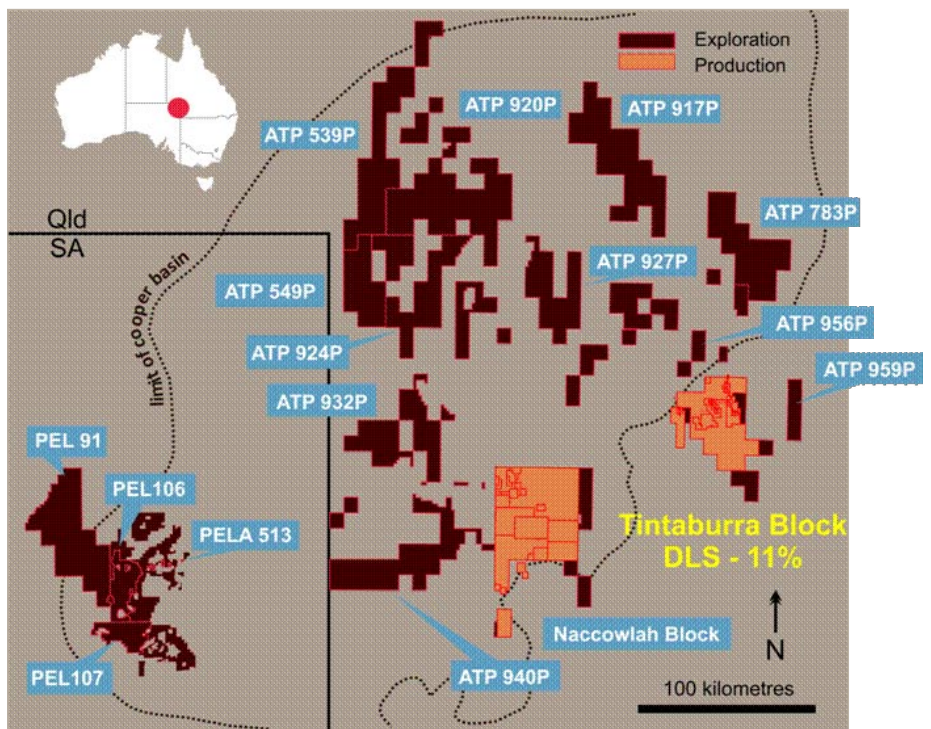 Exploration
Production
ATP 539P
ATP 920P
ATP 917P
Qld
SA
ATP 783P
limit of cooper basin
ATP 549P
ATP 927P
ATP 924P
ATP 956P
ATP 932P
ATP 959P
PEL 91
PEL106
PELA 513
Tintaburra Block
DLS - 11%
Naccowlah Block
N
PEL107
ATP 940P
100 kilometres